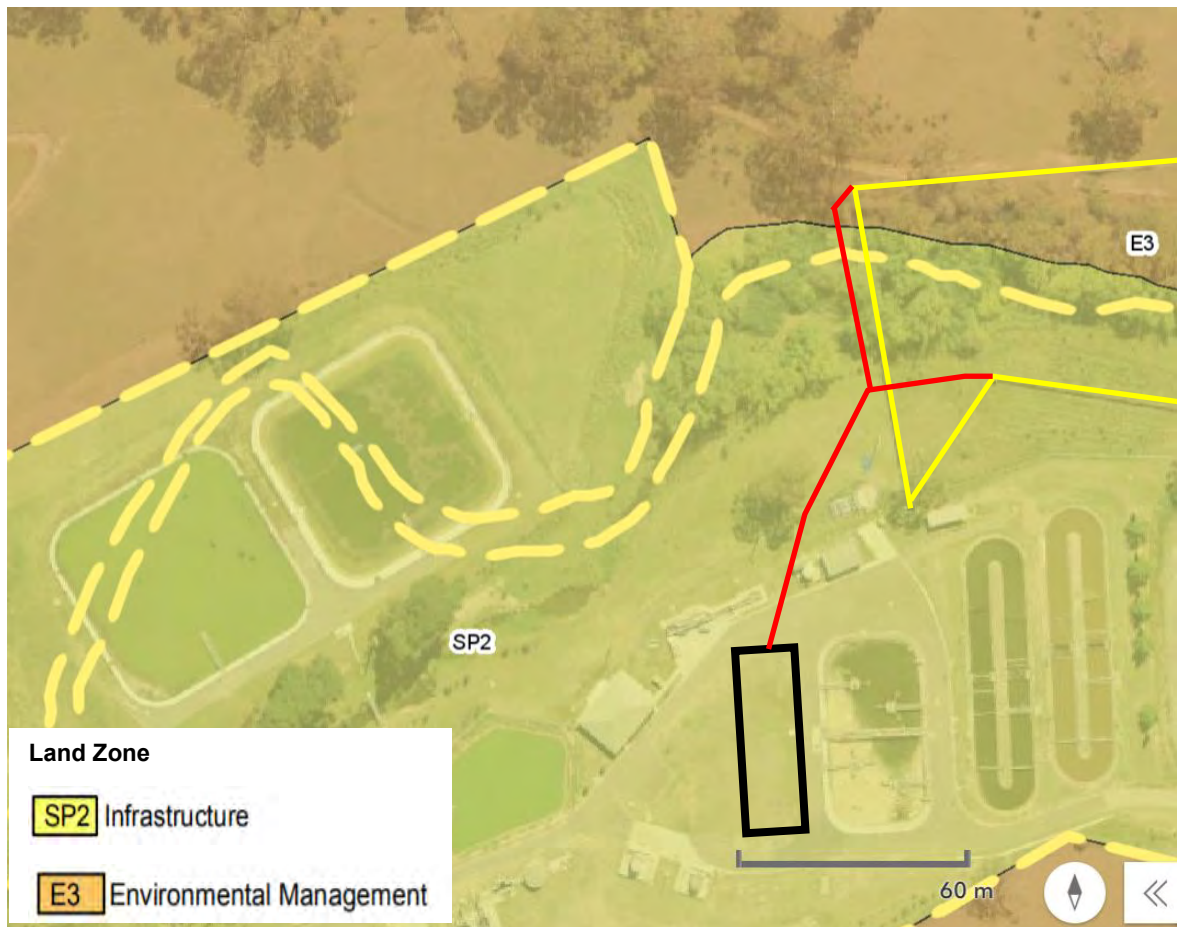 E3
SP2
Land Zone
SP2 Infrastructure
E3 Environmental Management
60 m